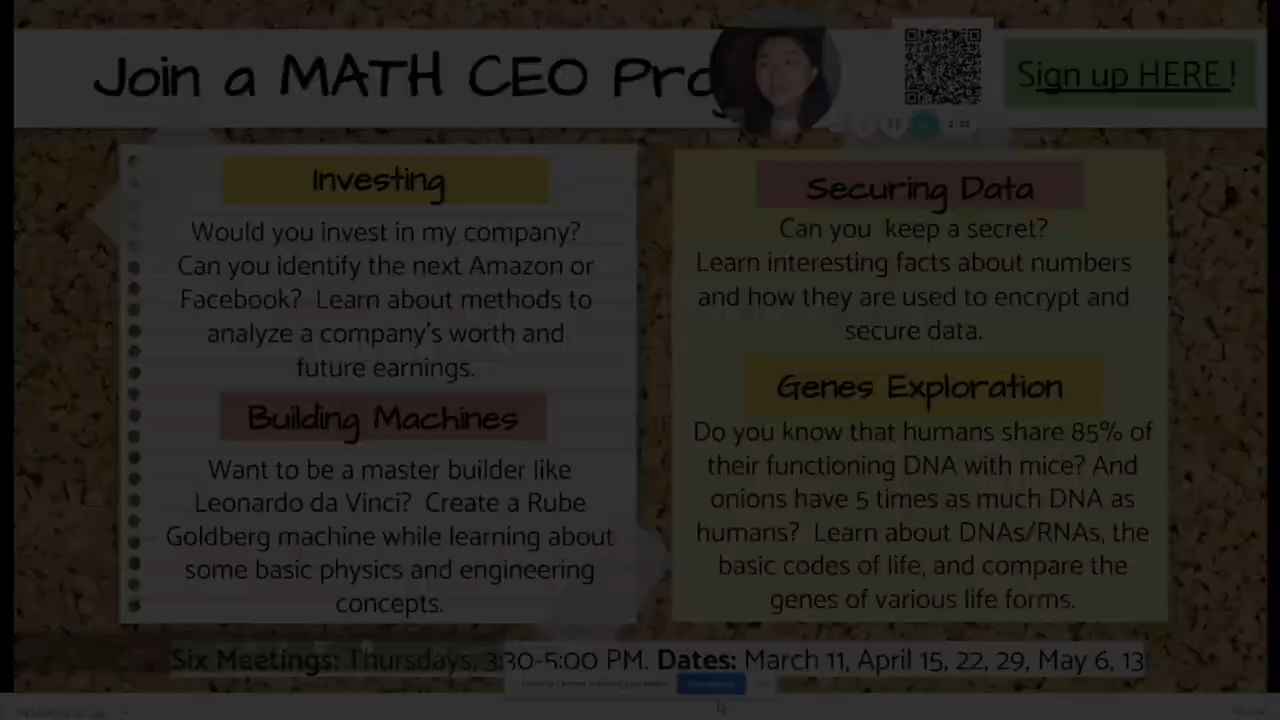 Join a MATH CEO Pro
Sign up HERE !
Investing
Would you invest in my company?
Can you identify the next Amazon or
Facebook? Learn about methods to
analyze a company's worth and
future earnings.
Building Machines
Want to be a master builder like
Leonardo da Vinci? Create a Rube
Goldberg machine while learning about
some basic physics and engineering
concepts.
Securing Data
Can you keep a secret?
Learn interesting facts about numbers
and how they are used to encrypt and
secure data.
Genes Exploration
Do you know that humans share 85% of
their functioning DNA with mice? And
onions have 5 times as much DNA as
humans? Learn about DNAs/RNAs, the
basic codes of life, and compare the
genes of various life forms.
Six Meetings: Thursdays, 3:30-5:00 PM. Dates: March 11, April 15, 22, 29, May 6, 13